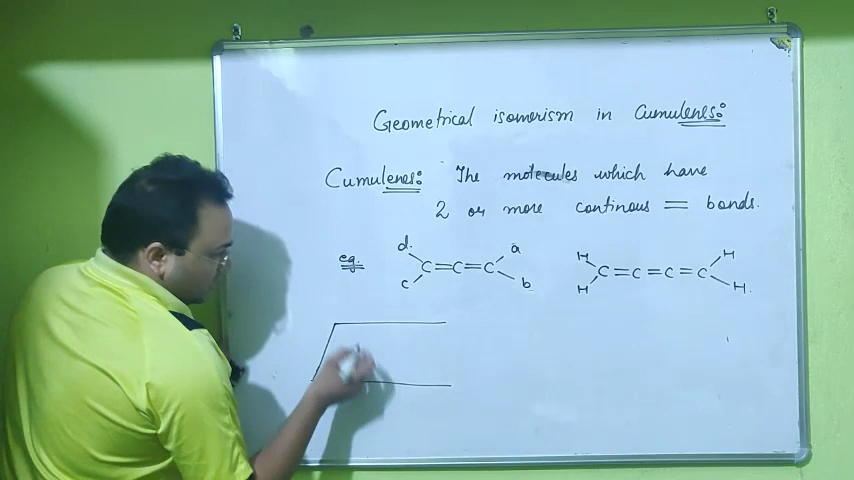 Geometrical isomerism in Cumulenes:
Cumulenes: The molecules which have
2 or more continous = bonds.
eg. d. c C=C=C a b H H C=C=C=C H H.